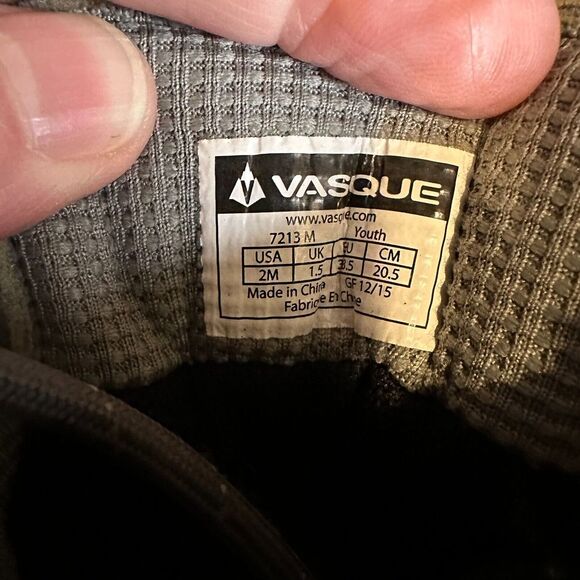 VASQUE
www.vasque.com
7213 M Youth
USA UK EU CM
2M 1.5 33.5 20.5
Made in China GF 12/15
Fabriqe En Chine